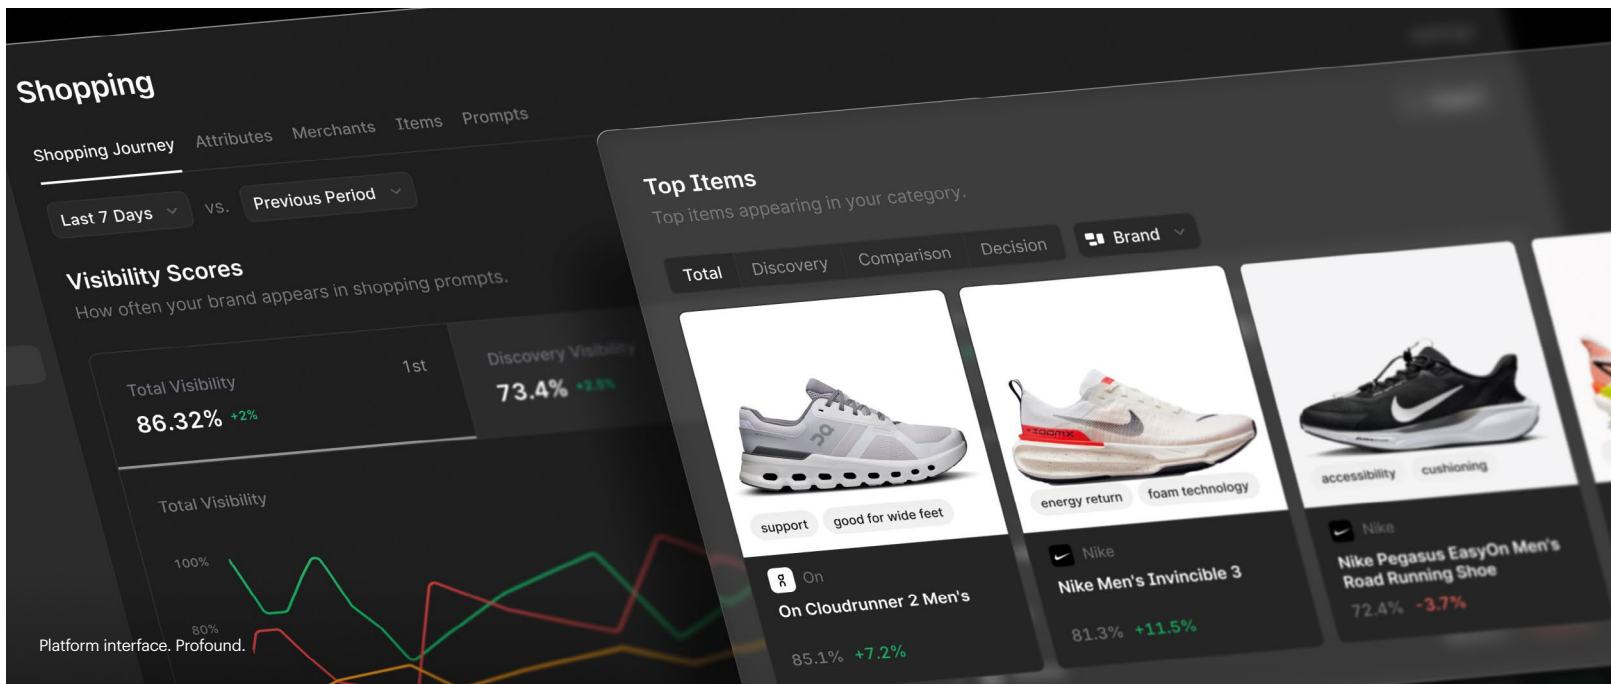 Shopping
Shopping Journey
Attributes
Merchants
Items
Prompts
Last 7 Days
vs.
Previous Period
Visibility Scores
How often your brand appears in shopping prompts.
Total Visibility
1st
86.32% +2%
Discovery Visibility
73.4% +2.5%
Total Visibility
100%
80%
Platform interface. Profound.
Top Items
Top items appearing in your category.
Total
Discovery
Comparison
Decision
Brand
+ZOOMX
support
good for wide feet
On
On Cloudrunner 2 Men's
85.1% +7.2%
energy return
foam technology
Nike
Nike Men's Invincible 3
81.3% +11.5%
accessibility
cushioning
Nike
Nike Pegasus EasyOn Men's
Road Running Shoe
72.4% -3.7%